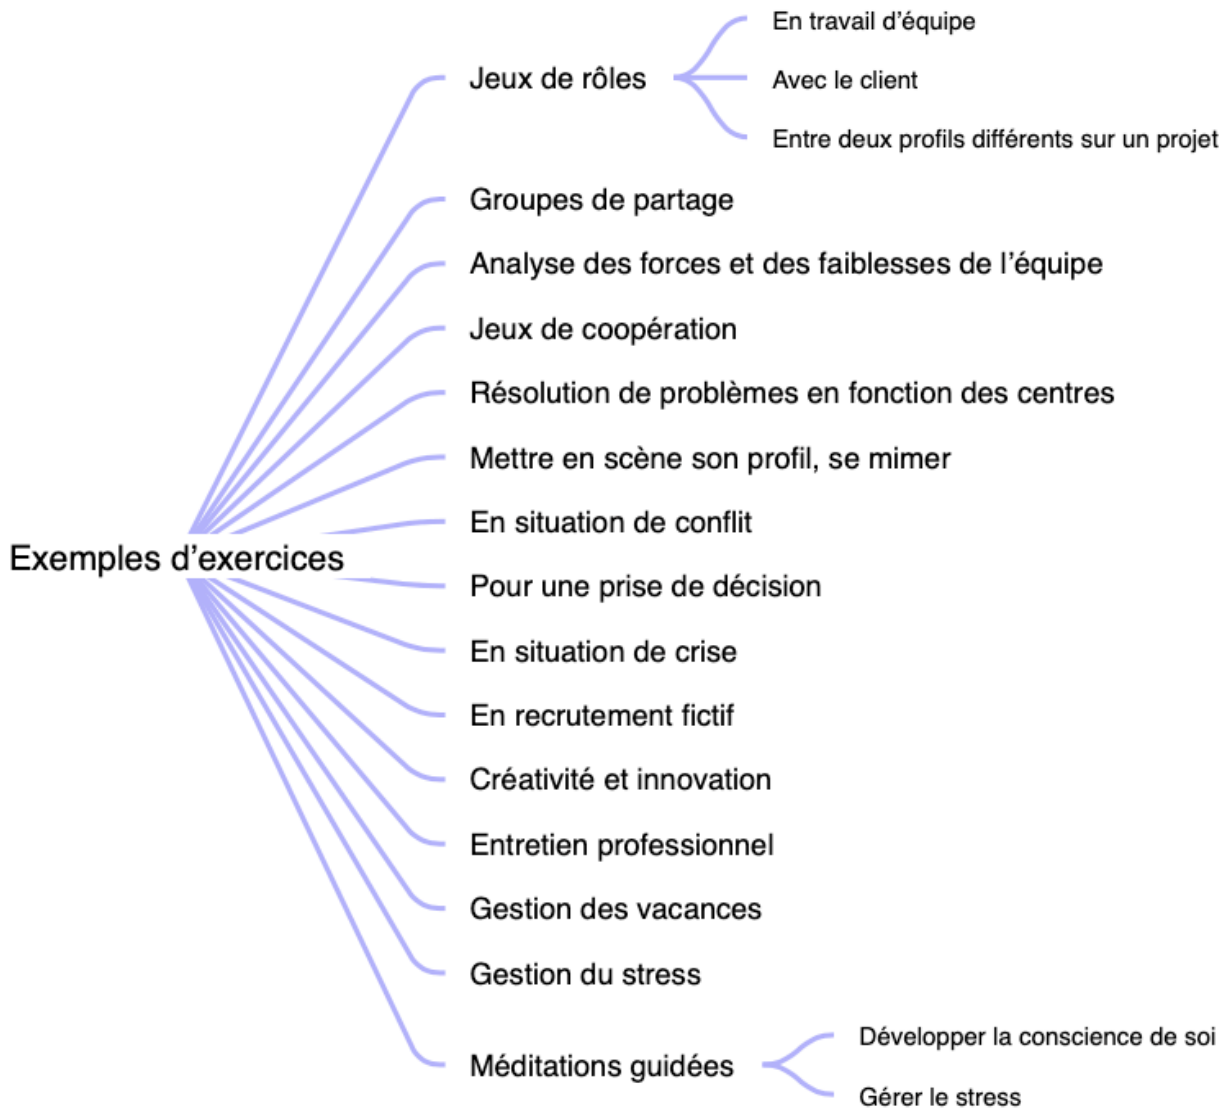 En travail d’équipe
Jeux de rôles
Avec le client
Entre deux profils différents sur un projet
Groupes de partage
Analyse des forces et des faiblesses de l’équipe
Jeux de coopération
Résolution de problèmes en fonction des centres
Mettre en scène son profil, se mimer
En situation de conflit
Exemples d’exercices
Pour une prise de décision
En situation de crise
En recrutement fictif
Créativité et innovation
Entretien professionnel
Gestion des vacances
Gestion du stress
Développer la conscience de soi
Méditations guidées
Gérer le stress